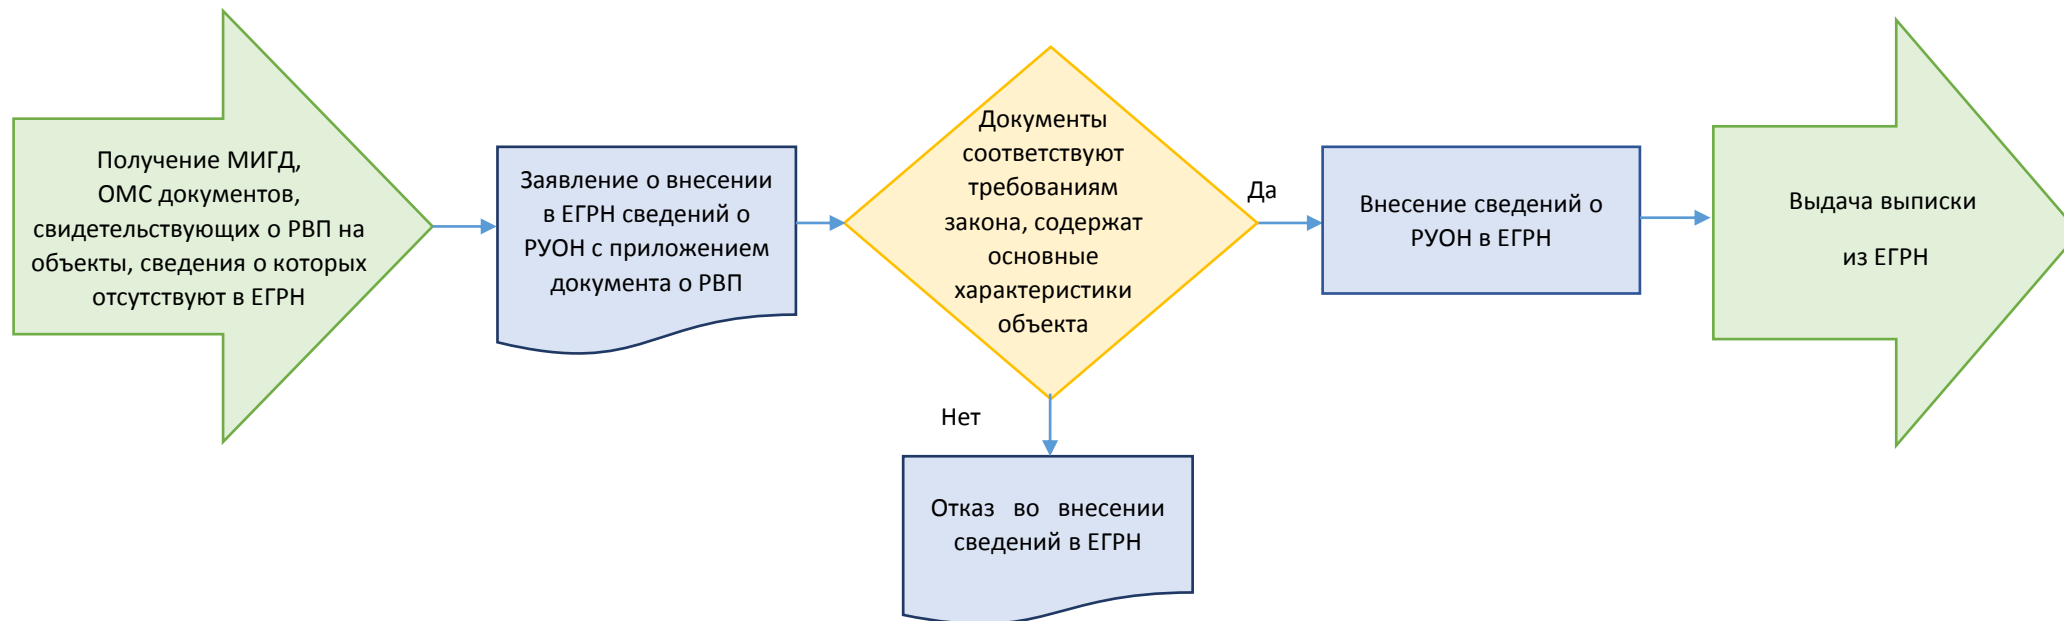 Получение МИГД,
ОМС документов,
свидетельствующих о РВП на
объекты, сведения о которых
отсутствуют в ЕГРН
Заявление о внесении
в ЕГРН сведений о
РУОН с приложением
документа о РВП
Документы
соответствуют
требованиям
закона, содержат
основные
характеристики
объекта
Да
Внесение сведений о
РУОН в ЕГРН
Выдача выписки
из ЕГРН
Нет
Отказ во внесении
сведений в ЕГРН